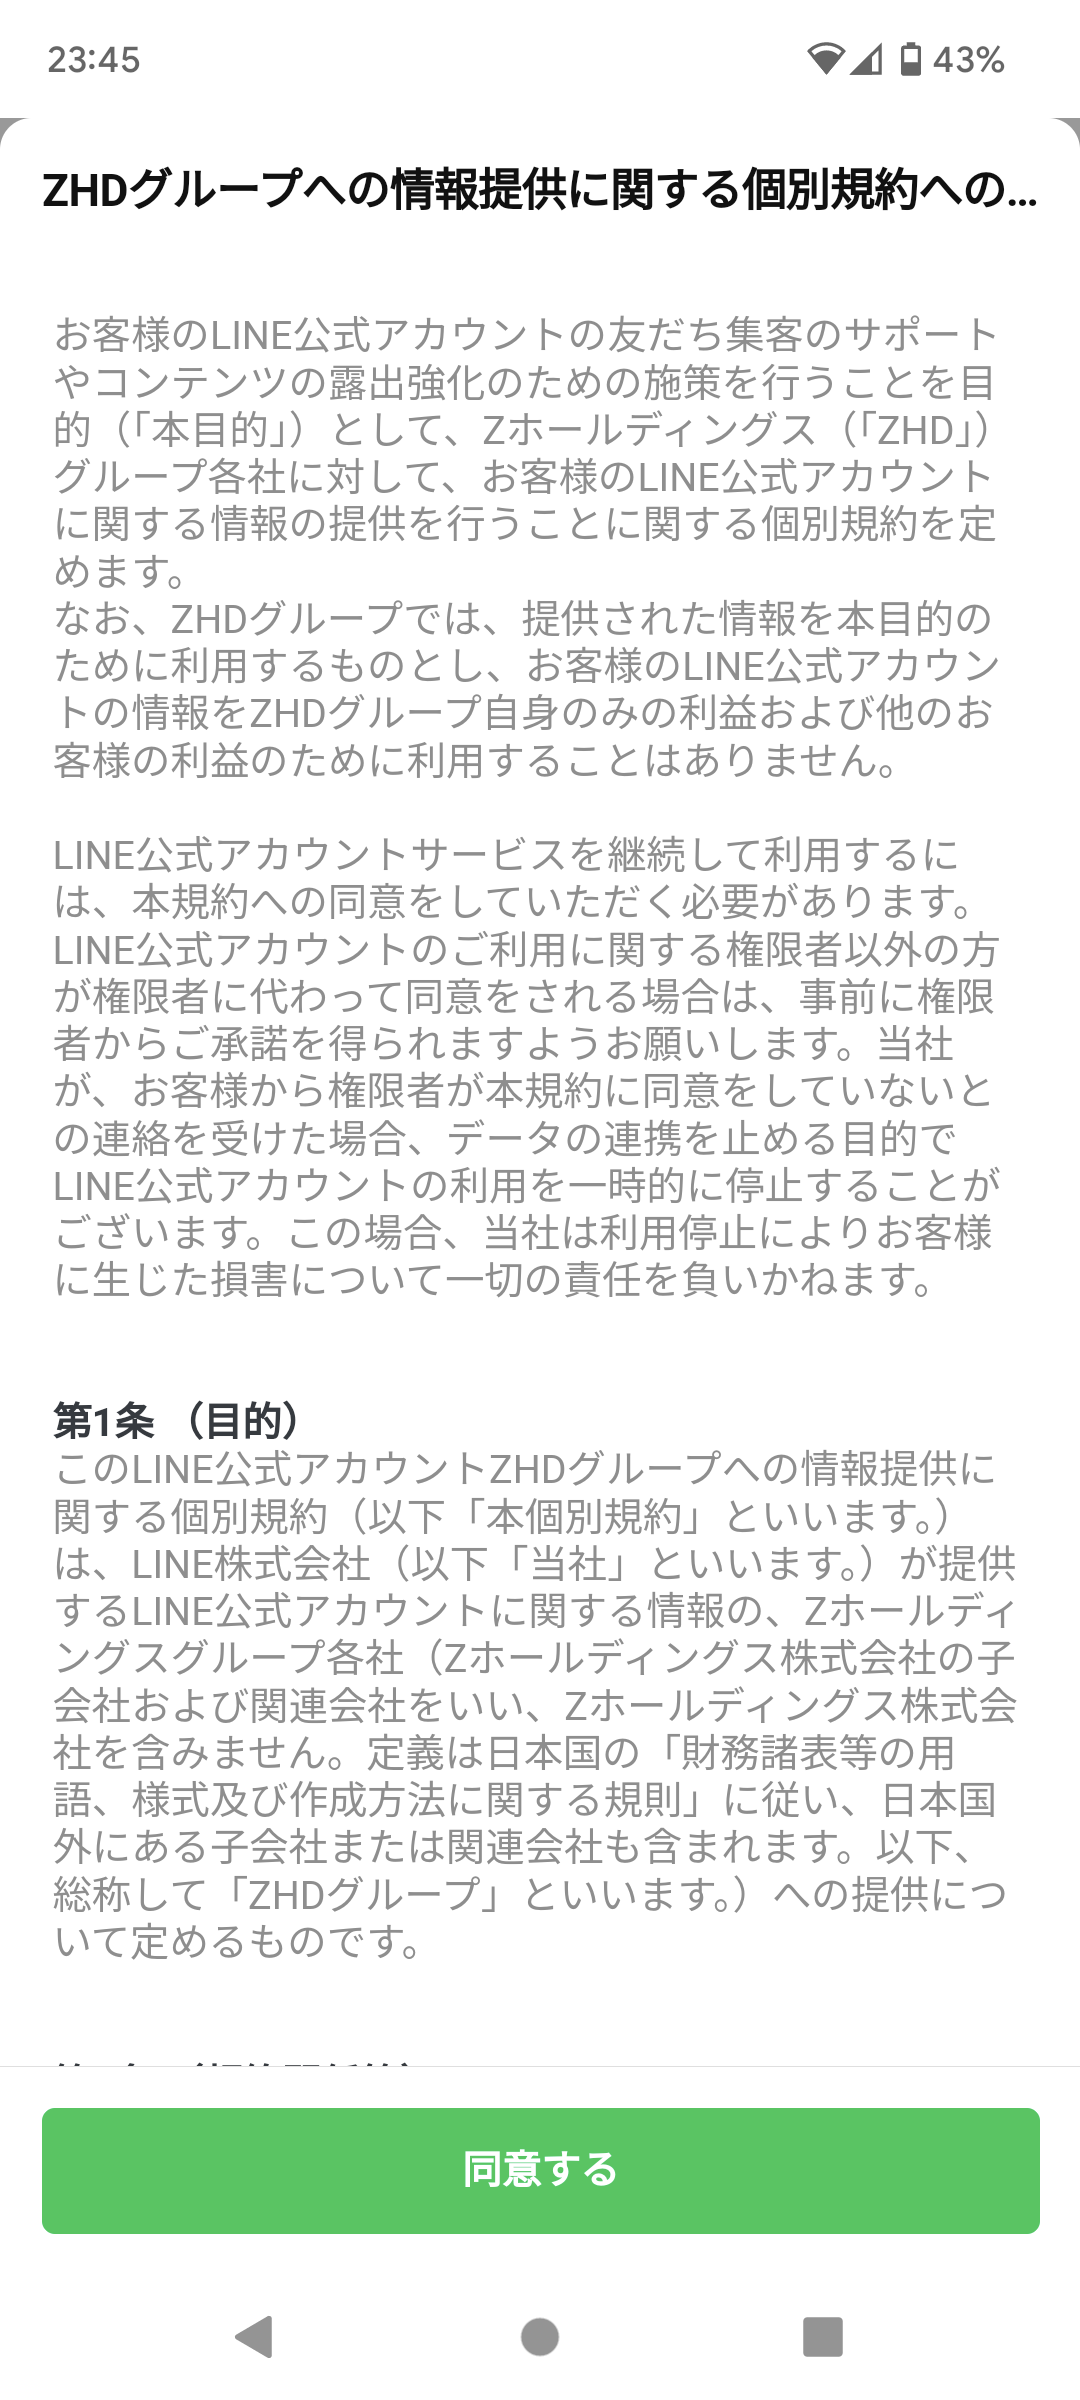 23:45
43%
ZHDグループへの情報提供に関する個別規約への...
お客様のLINE公式アカウントの友だち集客のサポート
やコンテンツの露出強化のための施策を行うことを目
的（「本目的」）として、Zホールディングス（「ZHD」）
グループ各社に対して、お客様のLINE公式アカウント
に関する情報の提供を行うことに関する個別規約を定
めます。
なお、ZHDグループでは、提供された情報を本目的の
ために利用するものとし、お客様のLINE公式アカウン
トの情報をZHDグループ自身のみの利益および他のお
客様の利益のために利用することはありません。
LINE公式アカウントサービスを継続して利用するに
は、本規約への同意をしていただく必要があります。
LINE公式アカウントのご利用に関する権限者以外の方
が権限者に代わって同意をされる場合は、事前に権限
者からご承諾を得られますようお願いします。当社
が、お客様から権限者が本規約に同意をしていないと
の連絡を受けた場合、データの連携を止める目的で
LINE公式アカウントの利用を一時的に停止することが
ございます。この場合、当社は利用停止によりお客様
に生じた損害について一切の責任を負いかねます。
第1条 （目的）
このLINE公式アカウントZHDグループへの情報提供に
関する個別規約（以下「本個別規約」といいます。）
は、LINE株式会社（以下「当社」といいます。）が提供
するLINE公式アカウントに関する情報の、Zホールディ
ングスグループ各社（Zホールディングス株式会社の子
会社および関連会社をいい、Zホールディングス株式会
社を含みません。定義は日本国の「財務諸表等の用
語、様式及び作成方法に関する規則」に従い、日本国
外にある子会社または関連会社も含まれます。以下、
総称して「ZHDグループ」といいます。）への提供につ
いて定めるものです。
同意する